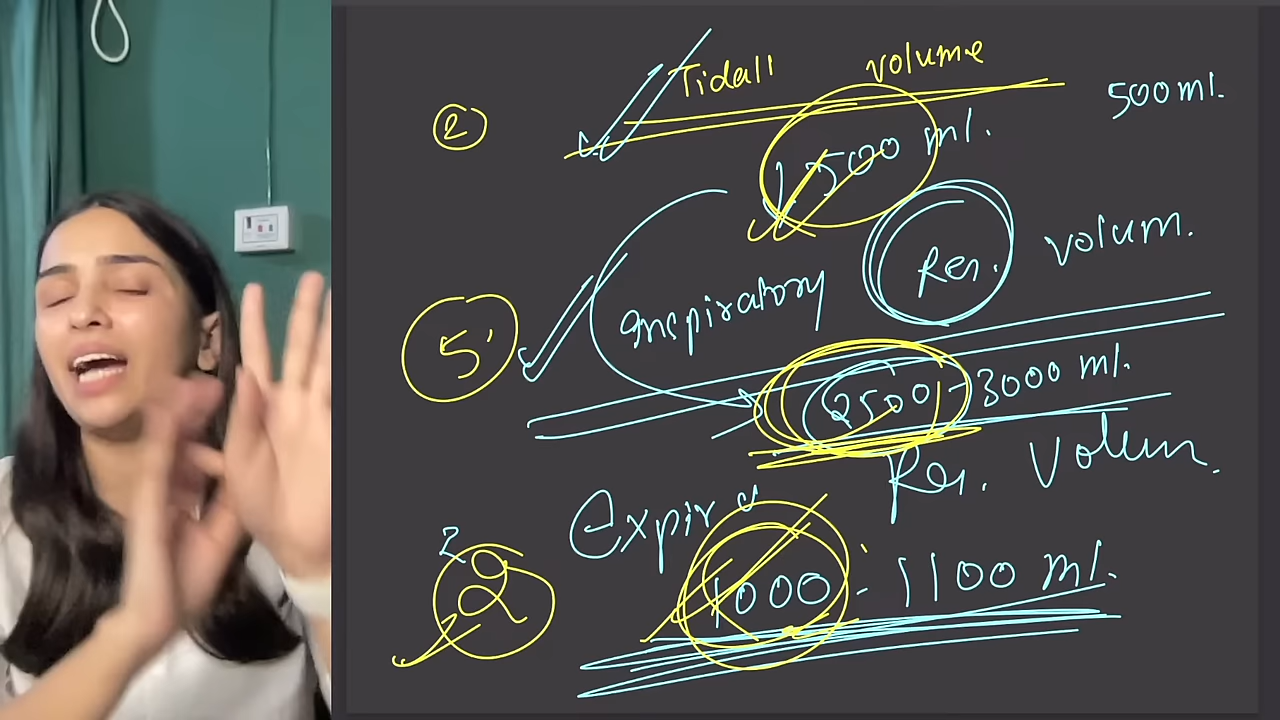 Tidall volume
② 500 ml.
500 ml.
Inspiratory Res. volum.
5'
2500 - 3000 ml.
Expir Res. Volum.
2
2
1000 - 1100 ml.